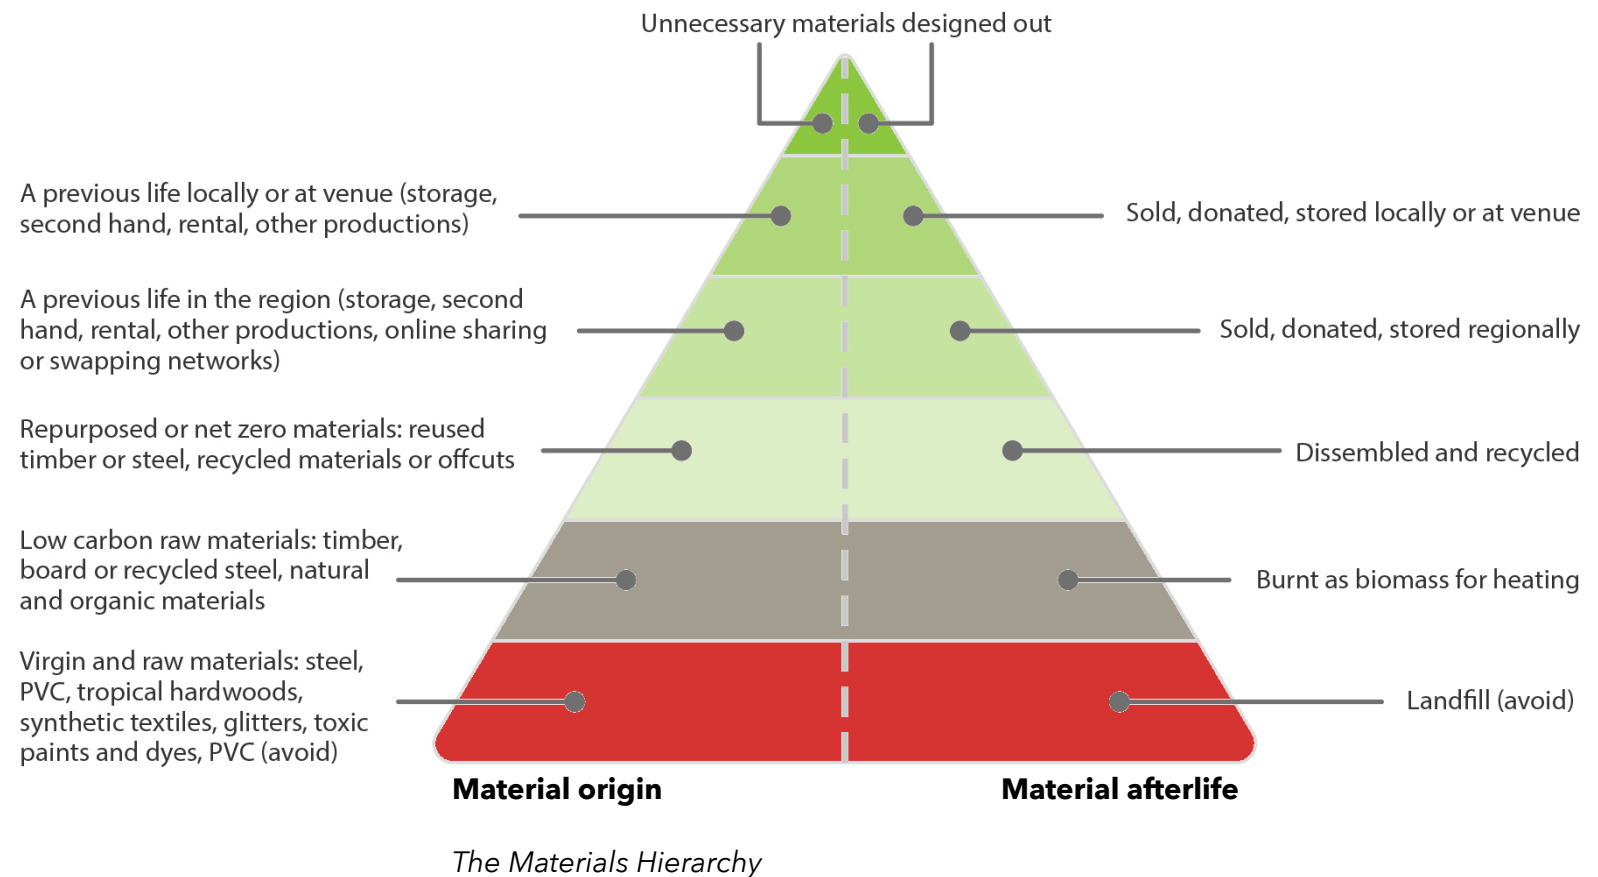 Unnecessary materials designed out
A previous life locally or at venue (storage,
second hand, rental, other productions)
Sold, donated, stored locally or at venue
A previous life in the region (storage, second
hand, rental, other productions, online sharing
or swapping networks)
Sold, donated, stored regionally
Repurposed or net zero materials: reused
timber or steel, recycled materials or offcuts
Dissembled and recycled
Low carbon raw materials: timber,
board or recycled steel, natural
and organic materials
Burnt as biomass for heating
Virgin and raw materials: steel,
PVC, tropical hardwoods,
synthetic textiles, glitters, toxic
paints and dyes, PVC (avoid)
Landfill (avoid)
Material origin
Material afterlife
The Materials Hierarchy